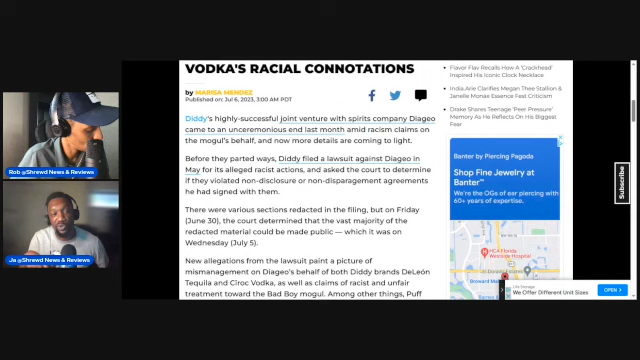 VODKA'S RACIAL CONNOTATIONS
by MARISA MENDEZ
Published on: Jul 6, 2023, 3:00 AM PDT
Diddy's highly-successful joint venture with spirits company Diageo
came to an unceremonious end last month amid racism claims on
the mogul's behalf, and now more details are coming to light.
Before they parted ways, Diddy filed a lawsuit against Diageo in
May for its alleged racist actions, and asked the court to determine
if they violated non-disclosure or non-disparagement agreements
he had signed with them.
There were various sections redacted in the filing, but on Friday
(June 30), the court determined that the vast majority of the
redacted material could be made public — which it was on
Wednesday (July 5).
New allegations from the lawsuit paint a picture of
mismanagement on Diageo's behalf of both Diddy brands DeLeón
Tequila and Cîroc Vodka, as well as claims of racist and unfair
treatment toward the Bad Boy mogul. Among other things, Puff
Flavor Flav Recalls How A 'Crackhead'
Inspired His Iconic Clock Necklace
India.Arie Clarifies Megan Thee Stallion &
Janelle Monáe Essence Fest Criticism
Drake Shares Teenage 'Peer Pressure'
Memory As He Reflects On His Biggest
Fear
Banter by Piercing Pagoda
Shop Fine Jewelry at
Banter™
We're the OGs of ear piercing with
60+ years of expertise.
HCA Florida
Westside Hospital
We Offer Different Unit Sizes
OPEN >
Subscribe
Rob @Shrewd News & Reviews
Ja @Shrewd News & Reviews